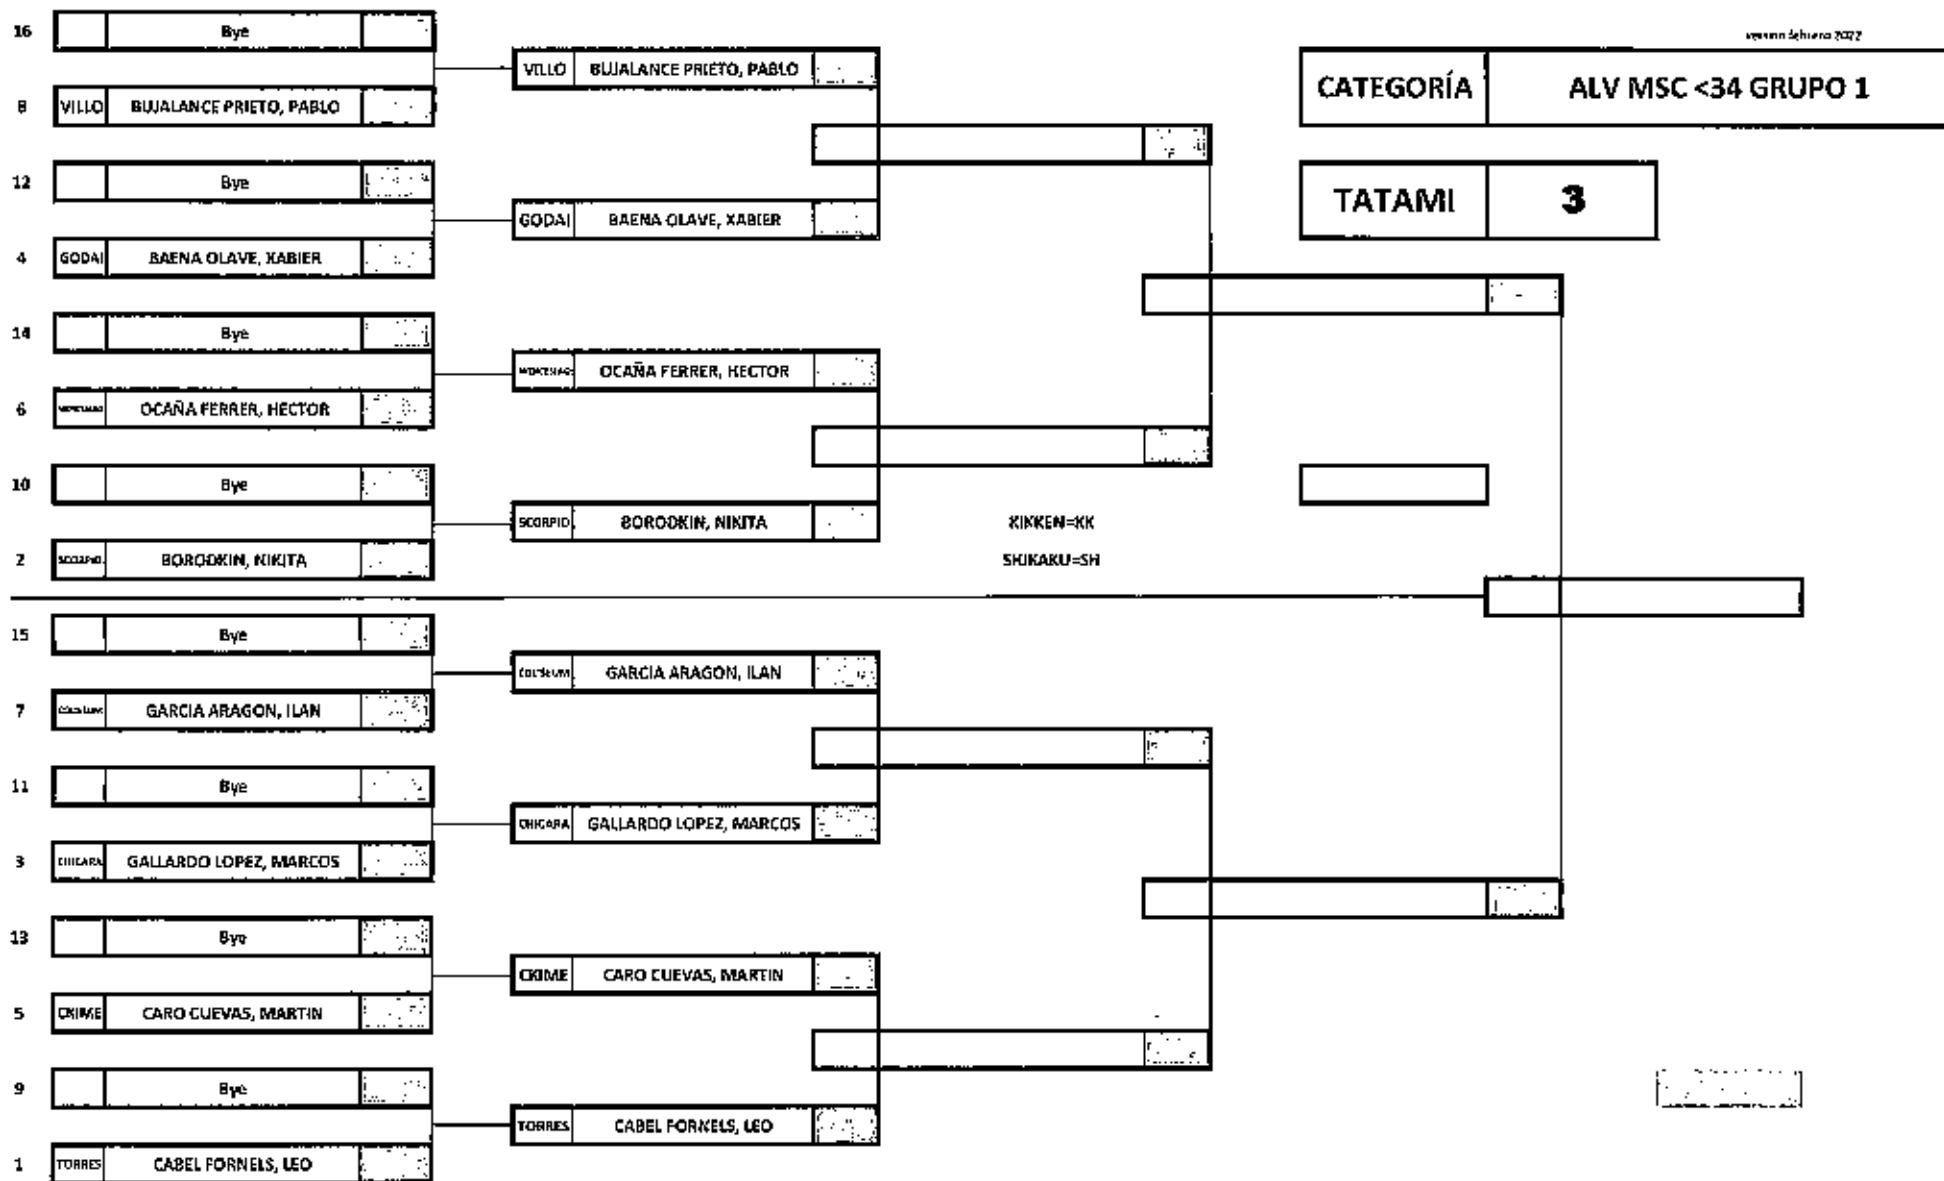 16 Bye
versión febrero 2022
VILLO BUJALANCE PRIETO, PABLO
CATEGORÍA ALV MSC <34 GRUPO 1
8 VILLO BUJALANCE PRIETO, PABLO
12 Bye
TATAMI 3
GODAI BAENA OLAVE, XABIER
4 GODAI BAENA OLAVE, XABIER
14 Bye
OCAÑA FERRER, HECTOR
6 OCAÑA FERRER, HECTOR
10 Bye
SCORPIO BORODKIN, NIKITA
KIKKEN=KK
2 SCORPIO BORODKIN, NIKITA
SHIKAKU=SH
15 Bye
COLISEUM GARCIA ARAGON, ILAN
7 COLISEUM GARCIA ARAGON, ILAN
11 Bye
CHICARA GALLARDO LOPEZ, MARCOS
3 CHICARA GALLARDO LOPEZ, MARCOS
13 Bye
CKIME CARO CUEVAS, MARTIN
5 CKIME CARO CUEVAS, MARTIN
9 Bye
TORRES CABEL FORNELS, LEO
1 TORRES CABEL FORNELS, LEO